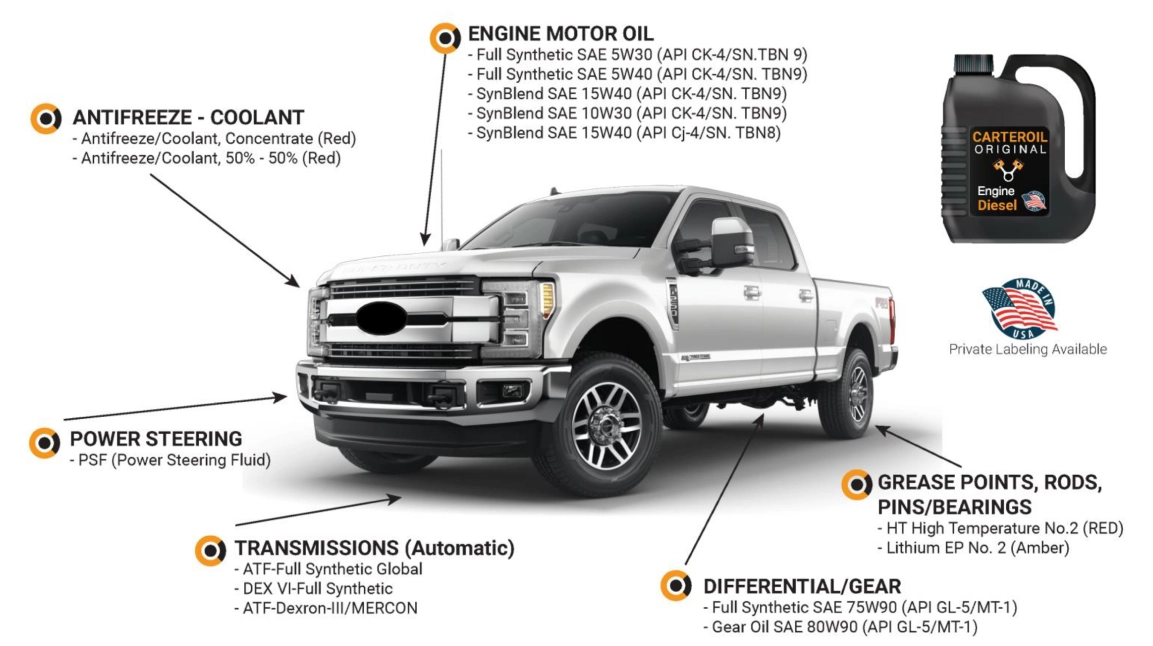 ENGINE MOTOR OIL
- Full Synthetic SAE 5W30 (API CK-4/SN.TBN 9)
- Full Synthetic SAE 5W40 (API CK-4/SN. TBN9)
- SynBlend SAE 15W40 (API CK-4/SN. TBN9)
- SynBlend SAE 10W30 (API CK-4/SN. TBN9)
- SynBlend SAE 15W40 (API Cj-4/SN. TBN8)
ANTIFREEZE - COOLANT
- Antifreeze/Coolant, Concentrate (Red)
- Antifreeze/Coolant, 50% - 50% (Red)
CARTEROIL
ORIGINAL
Engine
Diesel
MADE IN
USA
Private Labeling Available
POWER STEERING
- PSF (Power Steering Fluid)
GREASE POINTS, RODS,
PINS/BEARINGS
- HT High Temperature No.2 (RED)
- Lithium EP No. 2 (Amber)
TRANSMISSIONS (Automatic)
- ATF-Full Synthetic Global
- DEX VI-Full Synthetic
- ATF-Dexron-III/MERCON
DIFFERENTIAL/GEAR
- Full Synthetic SAE 75W90 (API GL-5/MT-1)
- Gear Oil SAE 80W90 (API GL-5/MT-1)